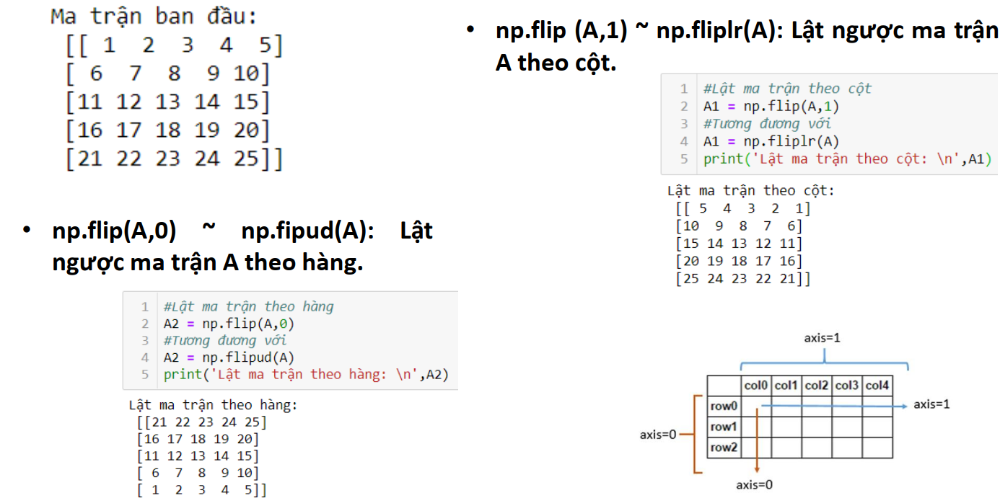 Ma trận ban đầu:
[[ 1 2 3 4 5]
[ 6 7 8 9 10]
[11 12 13 14 15]
[16 17 18 19 20]
[21 22 23 24 25]]
• np.flip(A,0) ~ np.fipud(A): Lật
ngược ma trận A theo hàng.
1 #Lật ma trận theo hàng
2 A2 = np.flip(A,0)
3 #Tương đương với
4 A2 = np.flipud(A)
5 print('Lật ma trận theo hàng: \n',A2)
Lật ma trận theo hàng:
[[21 22 23 24 25]
[16 17 18 19 20]
[11 12 13 14 15]
[ 6 7 8 9 10]
[ 1 2 3 4 5]]
• np.flip (A,1) ~ np.fliplr(A): Lật ngược ma trận
A theo cột.
1 #Lật ma trận theo cột
2 A1 = np.flip(A,1)
3 #Tương đương với
4 A1 = np.fliplr(A)
5 print('Lật ma trận theo cột: \n',A1)
Lật ma trận theo cột:
[[ 5 4 3 2 1]
[10 9 8 7 6]
[15 14 13 12 11]
[20 19 18 17 16]
[25 24 23 22 21]]
axis=1
col0 col1 col2 col3 col4
row0
axis=1
row1
axis=0
row2
axis=0